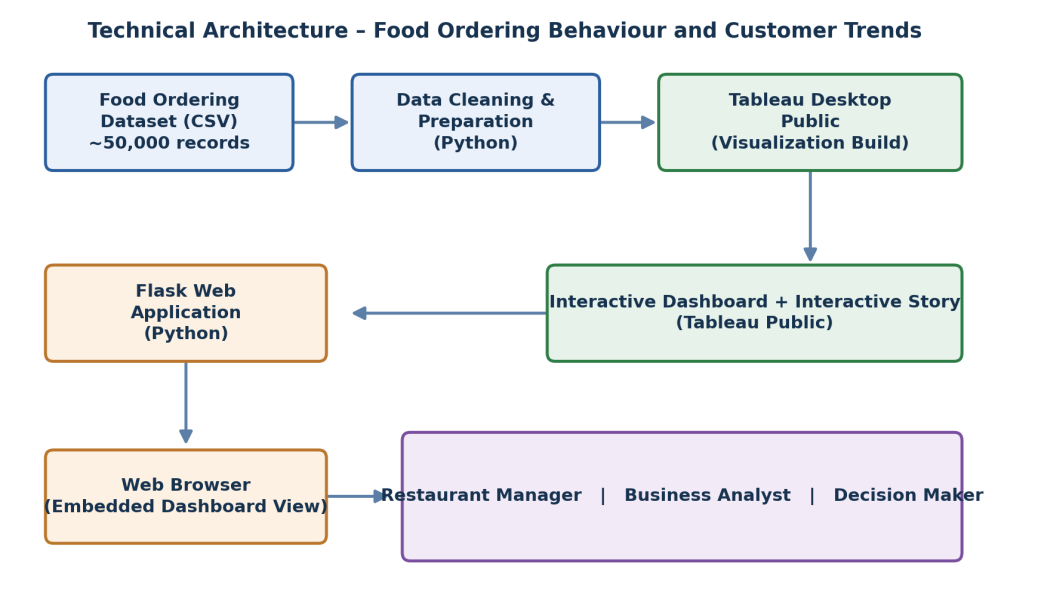 Technical Architecture – Food Ordering Behaviour and Customer Trends
Food Ordering
Dataset (CSV)
~50,000 records
Data Cleaning &
Preparation
(Python)
Tableau Desktop
Public
(Visualization Build)
Flask Web
Application
(Python)
Interactive Dashboard + Interactive Story
(Tableau Public)
Web Browser
(Embedded Dashboard View)
Restaurant Manager | Business Analyst | Decision Maker